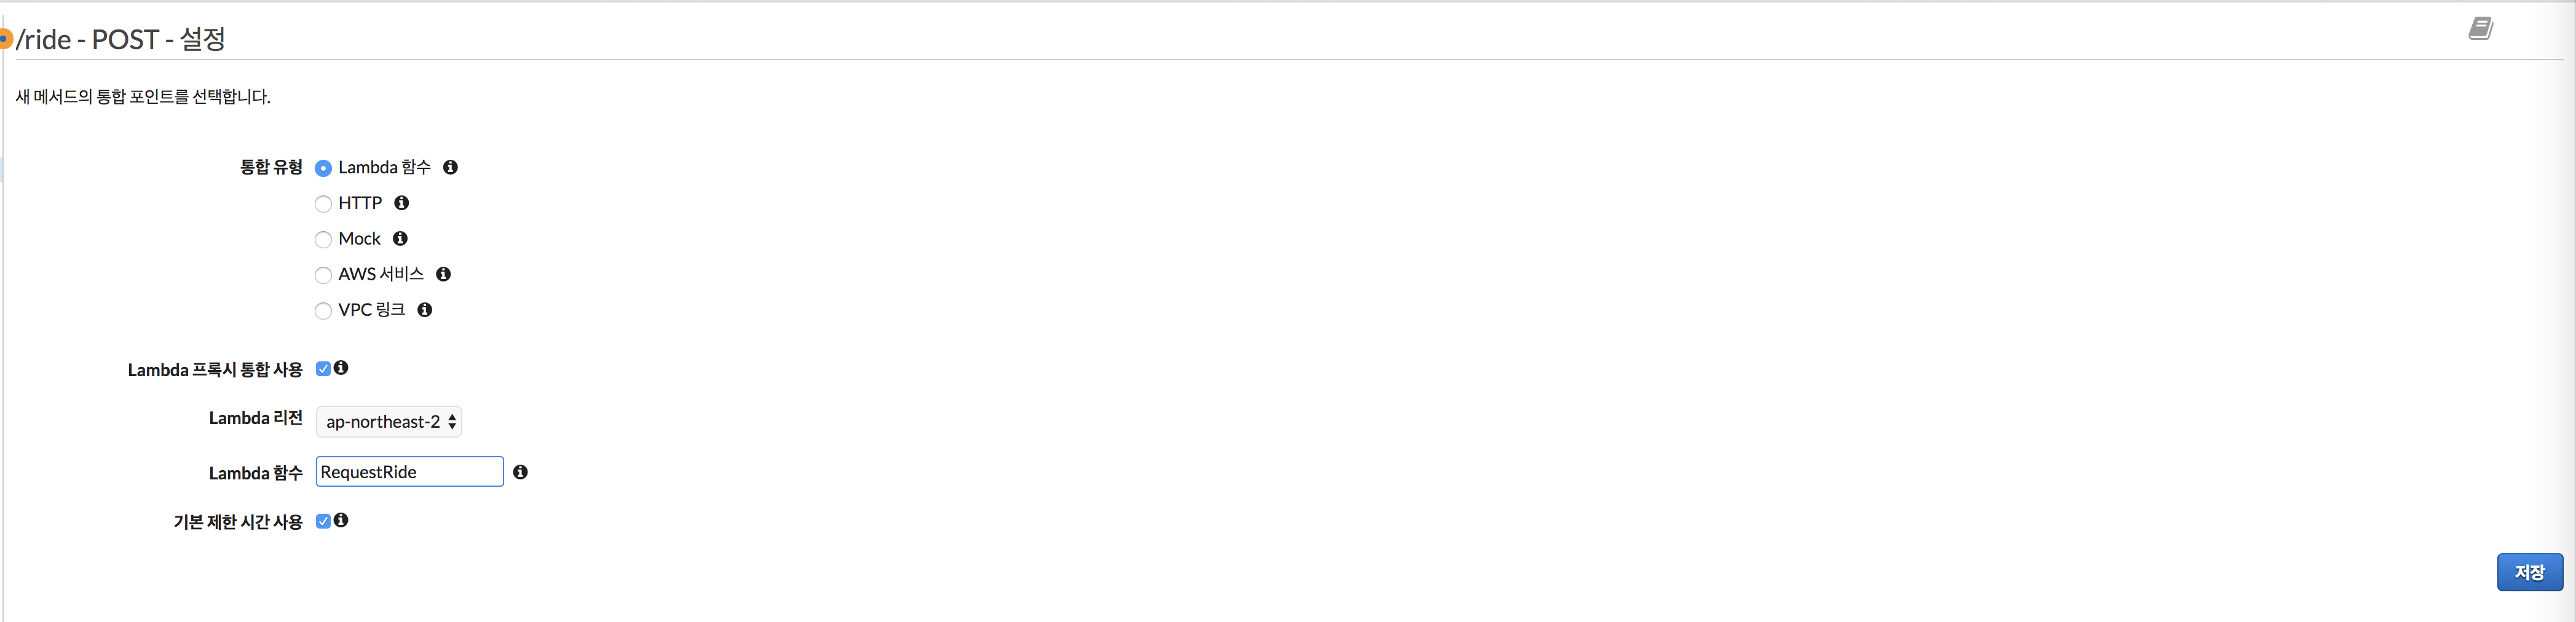 /ride - POST - 설정
새 메서드의 통합 포인트를 선택합니다.
통합 유형 Lambda 함수
HTTP
Mock
AWS 서비스
VPC 링크
Lambda 프록시 통합 사용
Lambda 리전 ap-northeast-2
Lambda 함수 RequestRide
기본 제한 시간 사용
저장